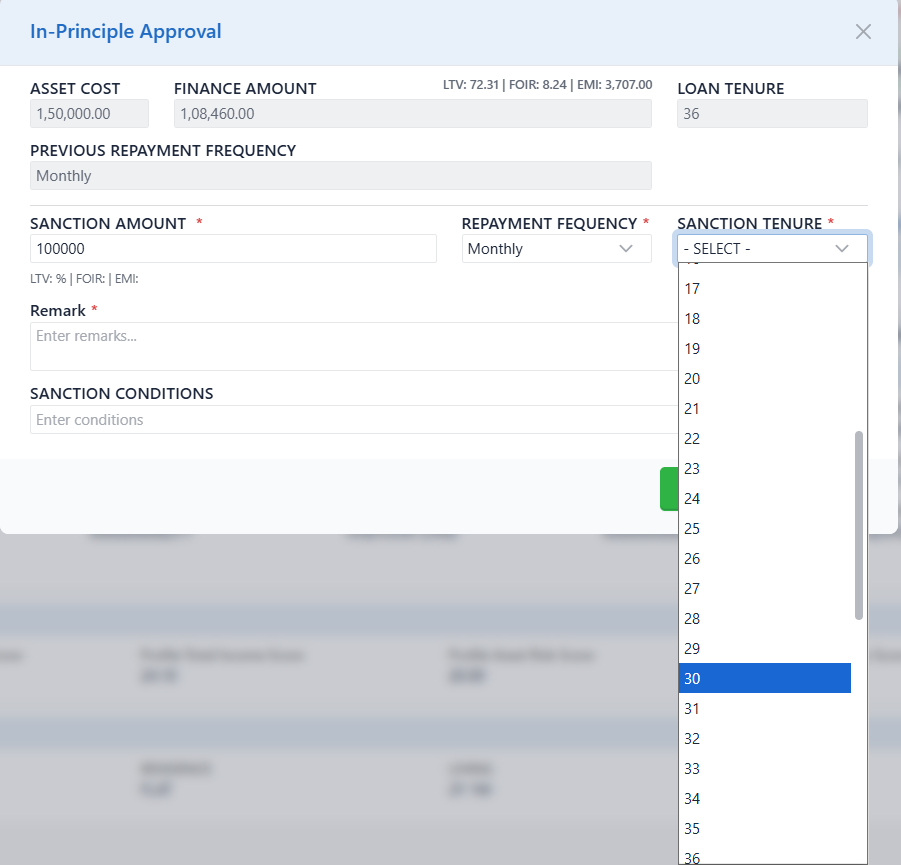 In-Principle Approval
ASSET COST
FINANCE AMOUNT
LTV: 72.31 | FOIR: 8.24 | EMI: 3,707.00
LOAN TENURE
1,50,000.00
1,08,460.00
36
PREVIOUS REPAYMENT FREQUENCY
Monthly
SANCTION AMOUNT *
REPAYMENT FEQUENCY *
SANCTION TENURE *
100000
Monthly
- SELECT -
LTV: % | FOIR: | EMI:
Remark *
Enter remarks...
SANCTION CONDITIONS
Enter conditions
17
18
19
20
21
22
23
24
25
26
27
28
29
30
31
32
33
34
35
36